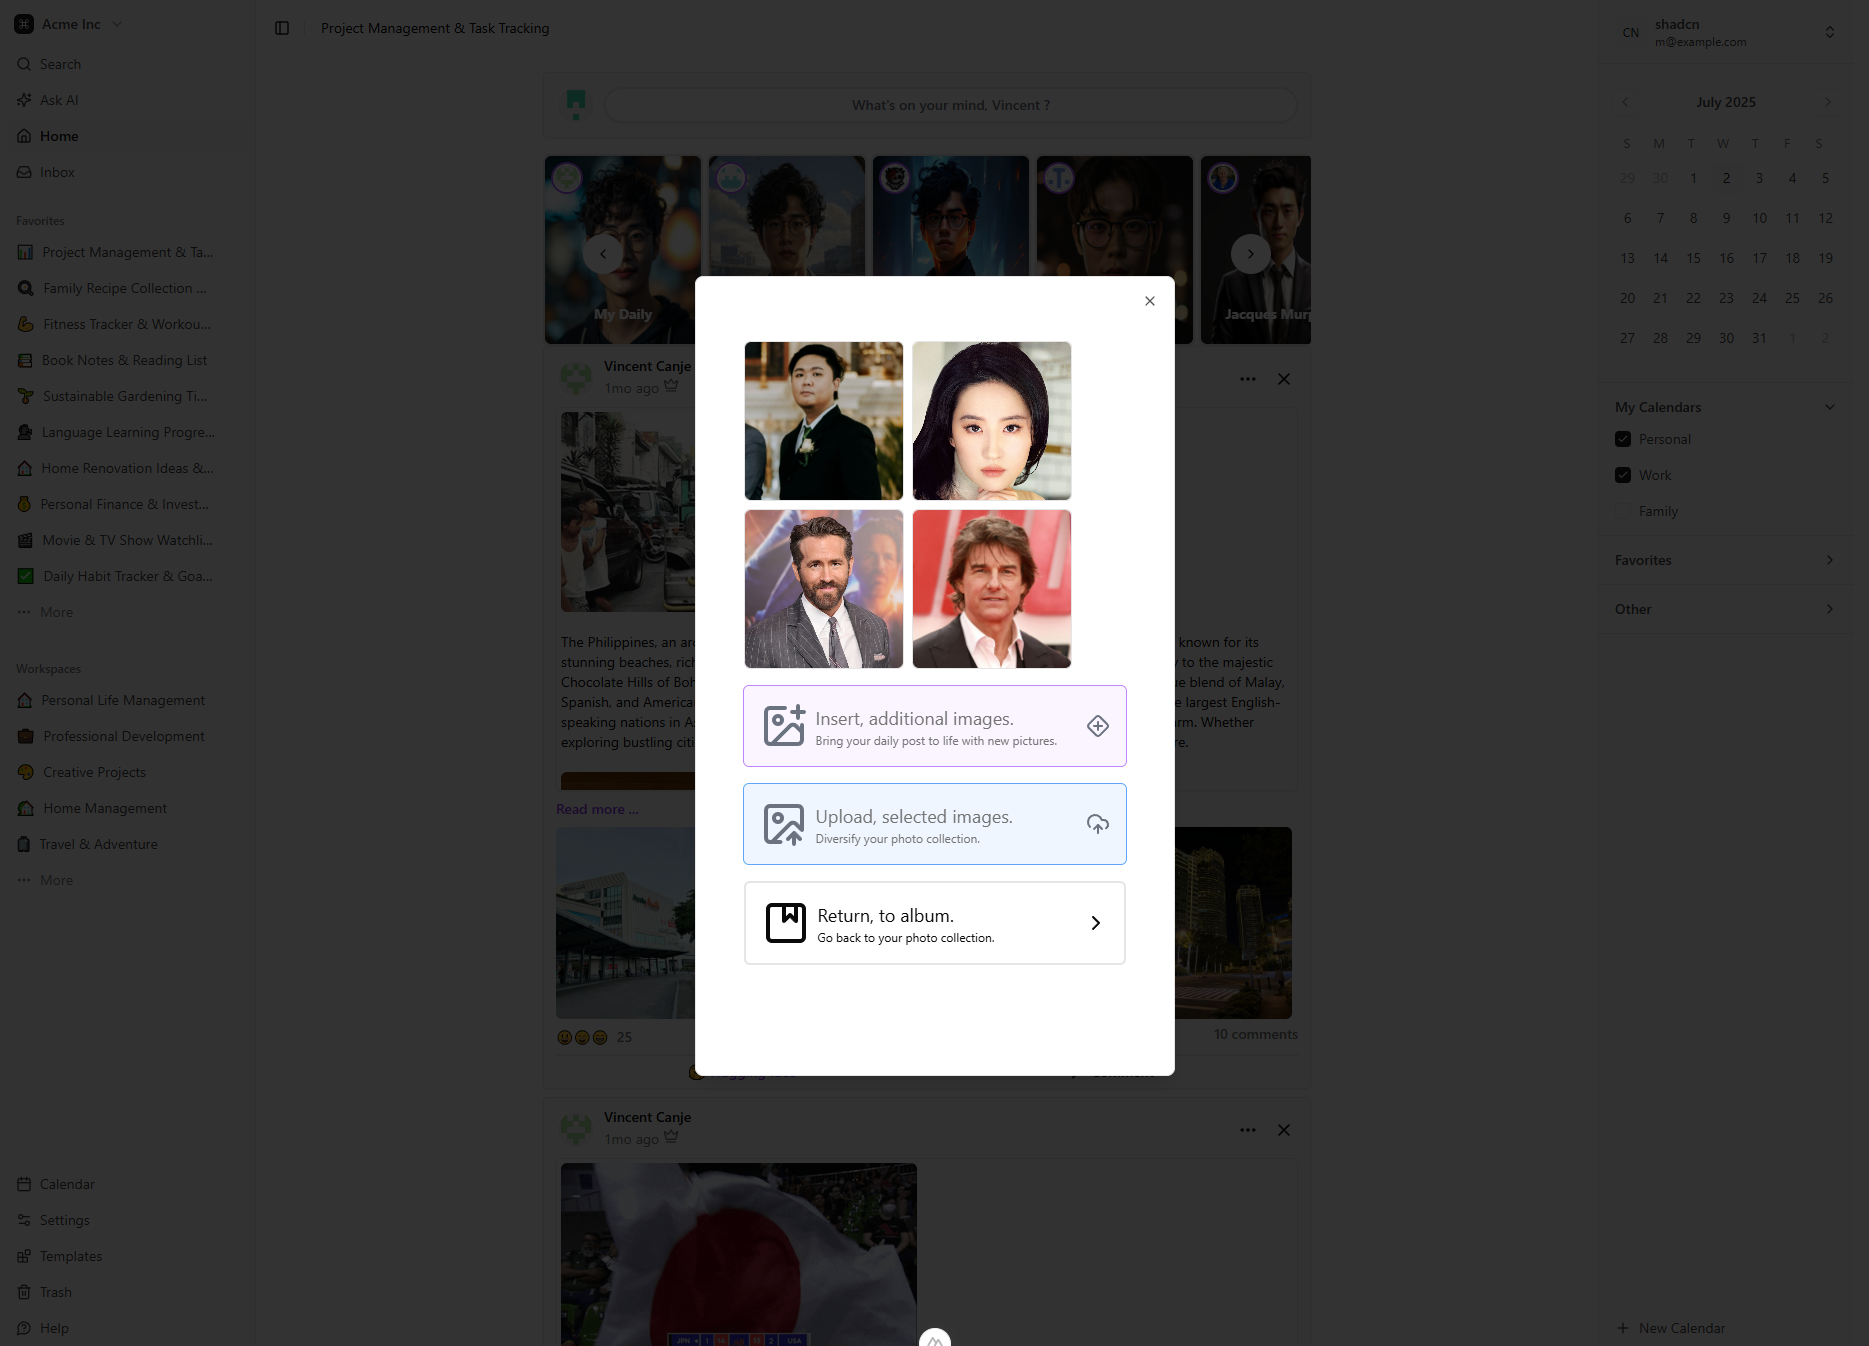 Acme Inc
Search
Ask AI
Home
Inbox
Favorites
Project Management & Ta...
Family Recipe Collection ...
Fitness Tracker & Workou...
Book Notes & Reading List
Sustainable Gardening Ti...
Language Learning Progre...
Home Renovation Ideas &...
Personal Finance & Invest...
Movie & TV Show Watchli...
Daily Habit Tracker & Goa...
More
Workspaces
Personal Life Management
Professional Development
Creative Projects
Home Management
Travel & Adventure
More
Calendar
Settings
Templates
Trash
Help
Project Management & Task Tracking
What's on your mind, Vincent ?
My Daily
Jacques Mur
Vincent Canje
1mo ago
The Philippines, an
known for its
stunning beaches,
to the majestic
Chocolate Hills of
blend of Malay,
Spanish, and
largest English-
speaking nations in
Whether
exploring bustling
Read more ...
25
10 comments
Insert, additional images.
Bring your daily post to life with new pictures.
Upload, selected images.
Diversify your photo collection.
Return, to album.
Go back to your photo collection.
Vincent Canje
1mo ago
JPN
1
2 USA
CN
shadcn
m@example.com
July 2025
S M T W T F S
29 30 1 2 3 4 5
6 7 8 9 10 11 12
13 14 15 16 17 18 19
20 21 22 23 24 25 26
27 28 29 30 31 1 2
My Calendars
Personal
Work
Family
Favorites
Other
New Calendar